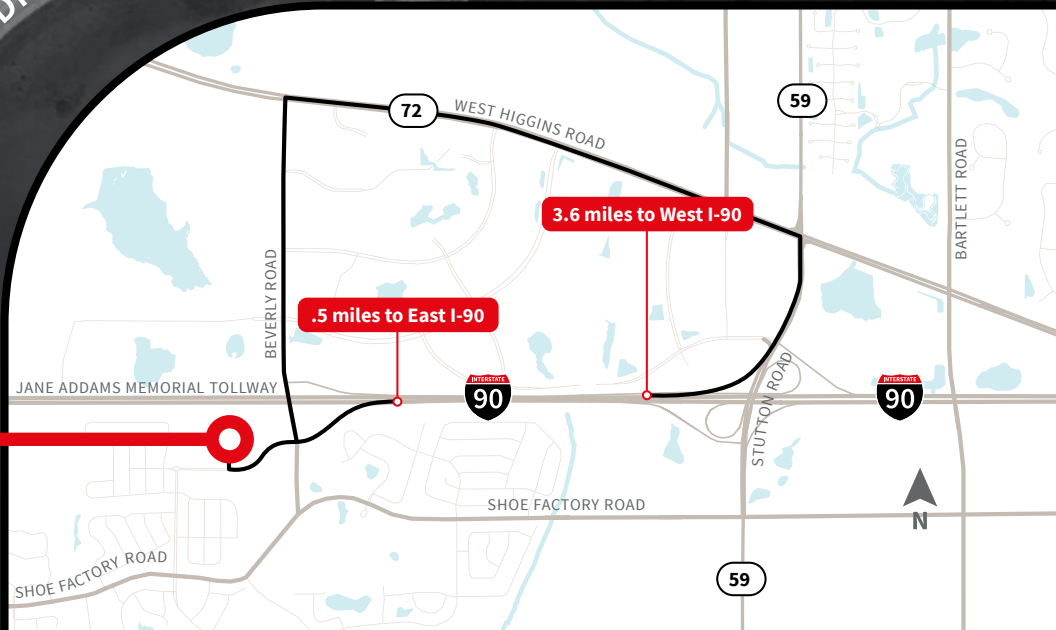 72
WEST HIGGINS ROAD
59
BARTLETT ROAD
3.6 miles to West I-90
BEVERLY ROAD
.5 miles to East I-90
JANE ADDAMS MEMORIAL TOLLWAY
INTERSTATE
90
INTERSTATE
90
STUTTON ROAD
SHOE FACTORY ROAD
N
SHOE FACTORY ROAD
59